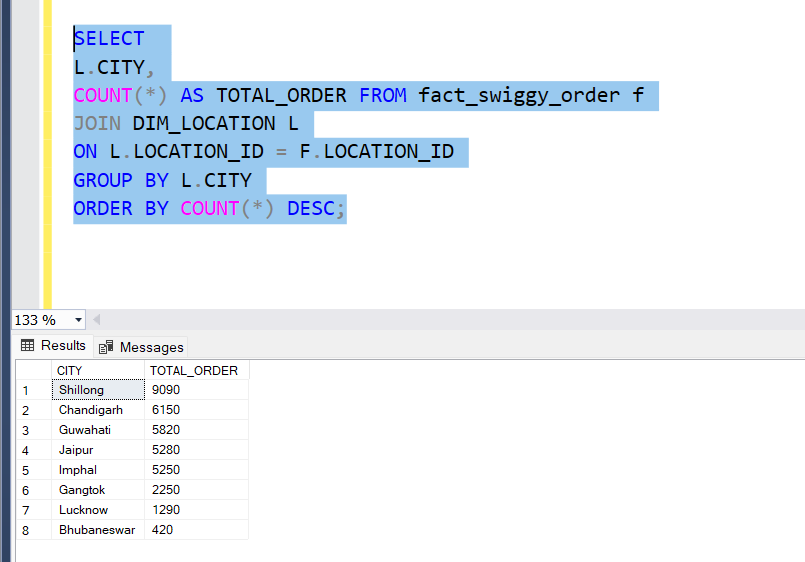 SELECT
L.CITY,
COUNT(*) AS TOTAL_ORDER FROM fact_swiggy_order f
JOIN DIM_LOCATION L
ON L.LOCATION_ID = F.LOCATION_ID
GROUP BY L.CITY
ORDER BY COUNT(*) DESC;
133 %
Results Messages
CITY TOTAL_ORDER
1 Shillong 9090
2 Chandigarh 6150
3 Guwahati 5820
4 Jaipur 5280
5 Imphal 5250
6 Gangtok 2250
7 Lucknow 1290
8 Bhubaneswar 420